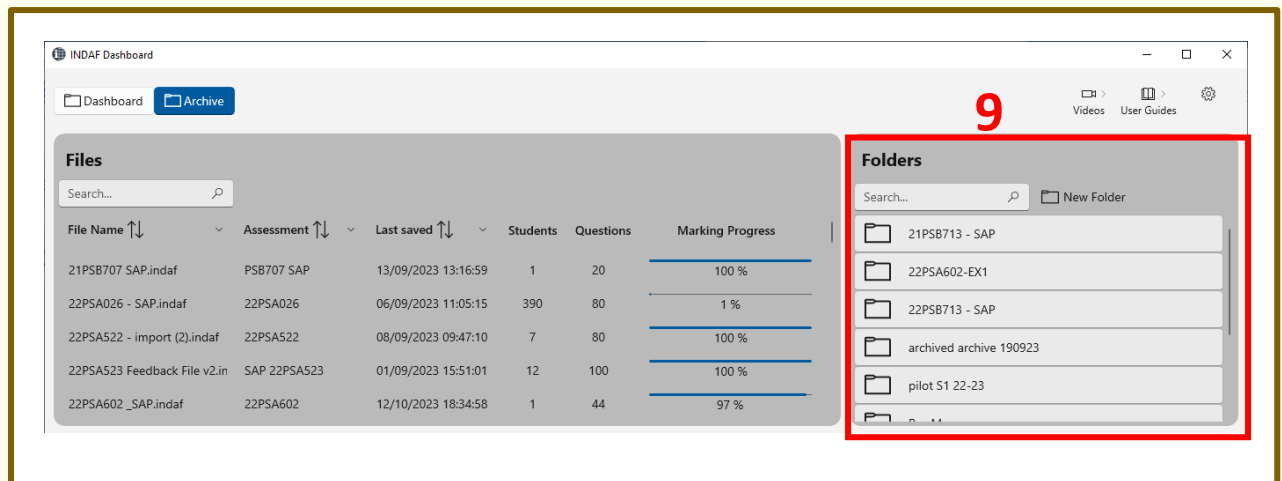 INDAF Dashboard
Dashboard Archive
Videos User Guides
9
Files
Search...
File Name Assessment Last saved Students Questions Marking Progress
21PSB707 SAP.indaf PSB707 SAP 13/09/2023 13:16:59 1 20 100 %
22PSA026 - SAP.indaf 22PSA026 06/09/2023 11:05:15 390 80 1 %
22PSA522 - import (2).indaf 22PSA522 08/09/2023 09:47:10 7 80 100 %
22PSA523 Feedback File v2.in SAP 22PSA523 01/09/2023 15:51:01 12 100 100 %
22PSA602 _SAP.indaf 22PSA602 12/10/2023 18:34:58 1 44 97 %
Folders
Search... New Folder
21PSB713 - SAP
22PSA602-EX1
22PSB713 - SAP
archived archive 190923
pilot S1 22-23